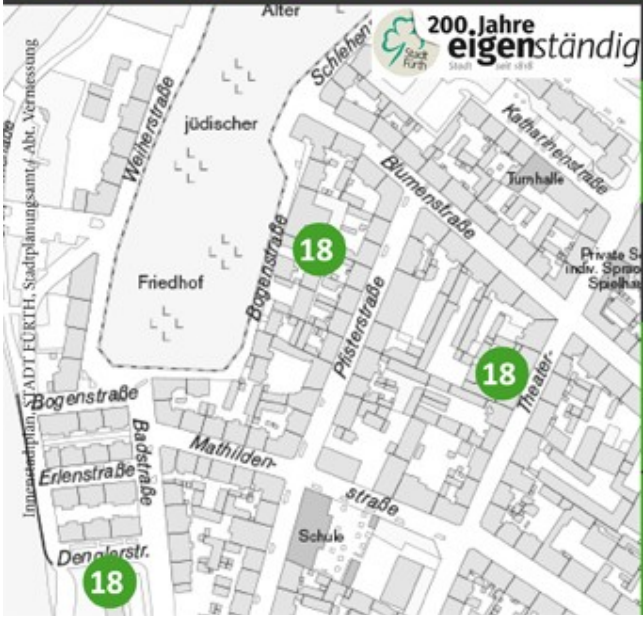 200 Jahre
eigenständig
Stadt seit 1818
Stadt
Fürth
Alter
jüdischer
Friedhof
Schlehen
Weiherstraße
Katharinenstraße
Turnhalle
Blumenstraße
Private S
indiv. Sprac
Spielha
Bogenstraße
18
Pfisterstraße
18
Theater-
Bogenstraße
Badstraße
Mathilden-
straße
Erlenstraße
Schule
Denglerstr.
18
Innenstadtplan, STADT FÜRTH, Stadtplanungsamt / Abt. Vermessung